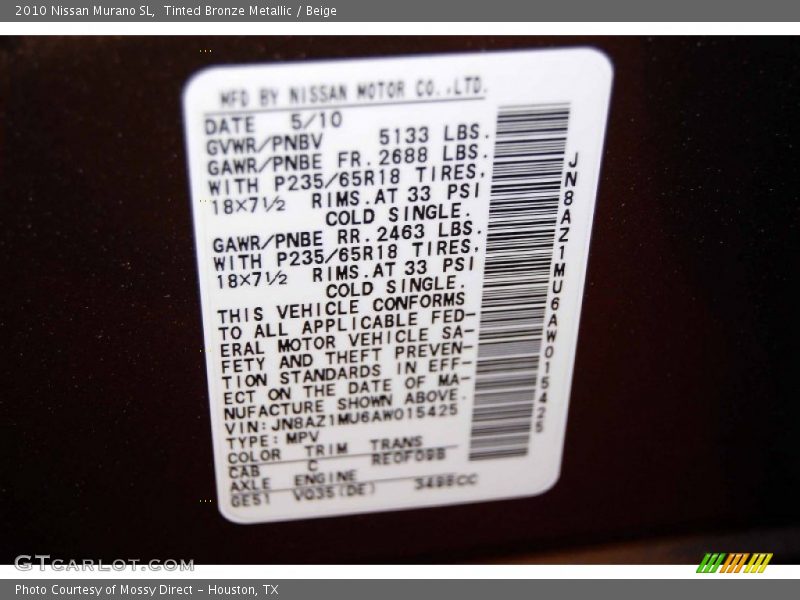 2010 Nissan Murano SL, Tinted Bronze Metallic / Beige
MFD BY NISSAN MOTOR CO.,LTD.
DATE 5/10
GVWR/PNBV 5133 LBS.
GAWR/PNBE FR. 2688 LBS.
WITH P235/65R18 TIRES,
18×7½ RIMS.AT 33 PSI
COLD SINGLE.
GAWR/PNBE RR. 2463 LBS.
WITH P235/65R18 TIRES,
18×7½ RIMS.AT 33 PSI
COLD SINGLE.
THIS VEHICLE CONFORMS
TO ALL APPLICABLE FED-
ERAL MOTOR VEHICLE SA-
FETY AND THEFT PREVEN-
TION STANDARDS IN EFF-
ECT ON THE DATE OF MA-
NUFACTURE SHOWN ABOVE.
VIN:JN8AZ1MU6AW015425
TYPE:MPV
COLOR TRIM TRANS
CAB C RE0F09B
AXLE ENGINE
GE51 VQ35(DE) 3498CC
JN8AZ1MU6AW015425
GTCARLOT.COM
Photo Courtesy of Mossy Direct - Houston, TX